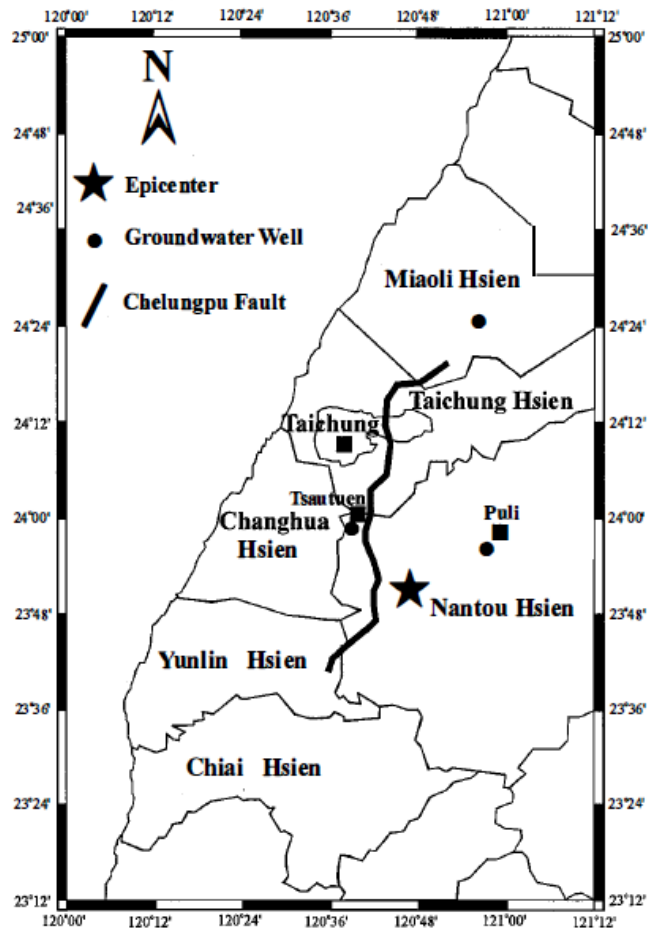 120°00' 120°12' 120°24' 120°36' 120°48' 121°00' 121°12'
25°00' 25°00'
N
24°48' 24°48'
Epicenter
24°36' 24°36'
Groundwater Well
Miaoli Hsien
Chelungpu Fault
24°24' 24°24'
Taichung Hsien
24°12' 24°12'
Taichung
Tsautuen
Puli
24°00' 24°00'
Changhua
Hsien
Nantou Hsien
23°48' 23°48'
Yunlin Hsien
23°36' 23°36'
Chiai Hsien
23°24' 23°24'
23°12' 23°12'
120°00' 120°12' 120°24' 120°36' 120°48' 121°00' 121°12'